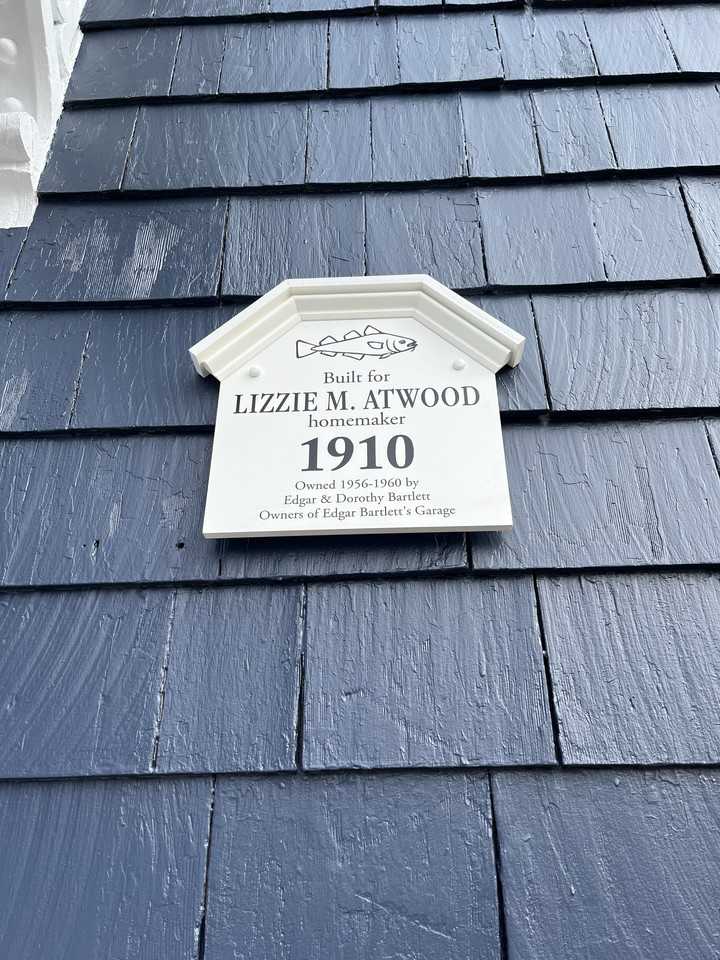 Built for
LIZZIE M. ATWOOD
homemaker
1910
Owned 1956-1960 by
Edgar & Dorothy Bartlett
Owners of Edgar Bartlett's Garage